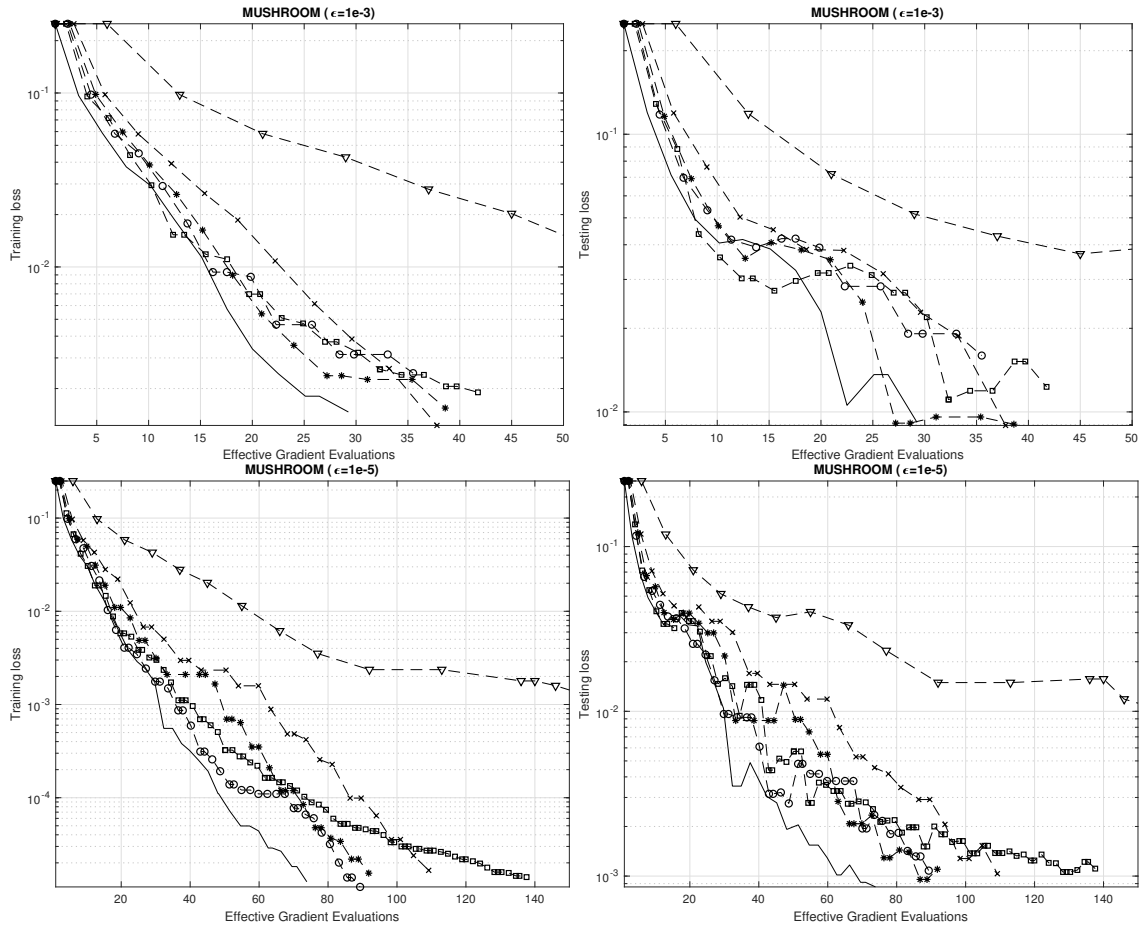 MUSHROOM ( ϵ=1e-3)
Training loss
10⁻¹
10⁻²
5 10 15 20 25 30 35 40 45 50
Effective Gradient Evaluations
MUSHROOM ( ϵ=1e-3)
Testing loss
10⁻¹
10⁻²
5 10 15 20 25 30 35 40 45 50
Effective Gradient Evaluations
MUSHROOM ( ϵ=1e-5)
Training loss
10⁻¹
10⁻²
10⁻³
10⁻⁴
20 40 60 80 100 120 140
Effective Gradient Evaluations
MUSHROOM ( ϵ=1e-5)
Testing loss
10⁻¹
10⁻²
10⁻³
20 40 60 80 100 120 140
Effective Gradient Evaluations